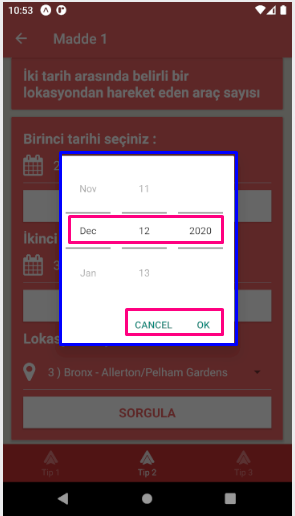 10:53
Madde 1
İki tarih arasında belirli bir
lokasyondan hareket eden araç sayısı
Birinci tarihi seçiniz :
2
Nov 11
Dec 12 2020
Jan 13
CANCEL OK
İkinci
3
Lokas
3 ) Bronx - Allerton/Pelham Gardens
SORGULA
Tip 1 Tip 2 Tip 3